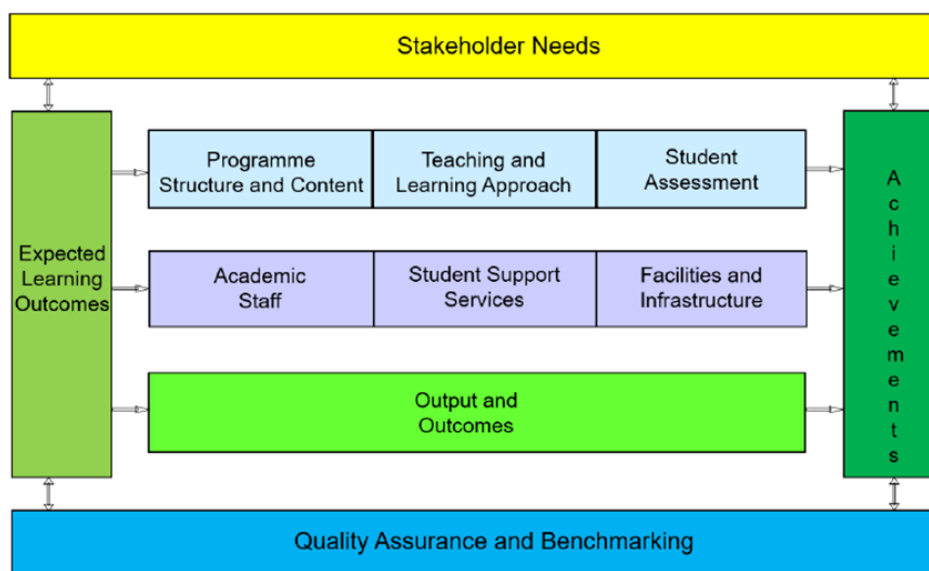 Stakeholder Needs
Programme
Structure and Content
Teaching and
Learning Approach
Student
Assessment
Expected
Learning
Outcomes
Academic
Staff
Student Support
Services
Facilities and
Infrastructure
Output and
Outcomes
Achievements
Quality Assurance and Benchmarking